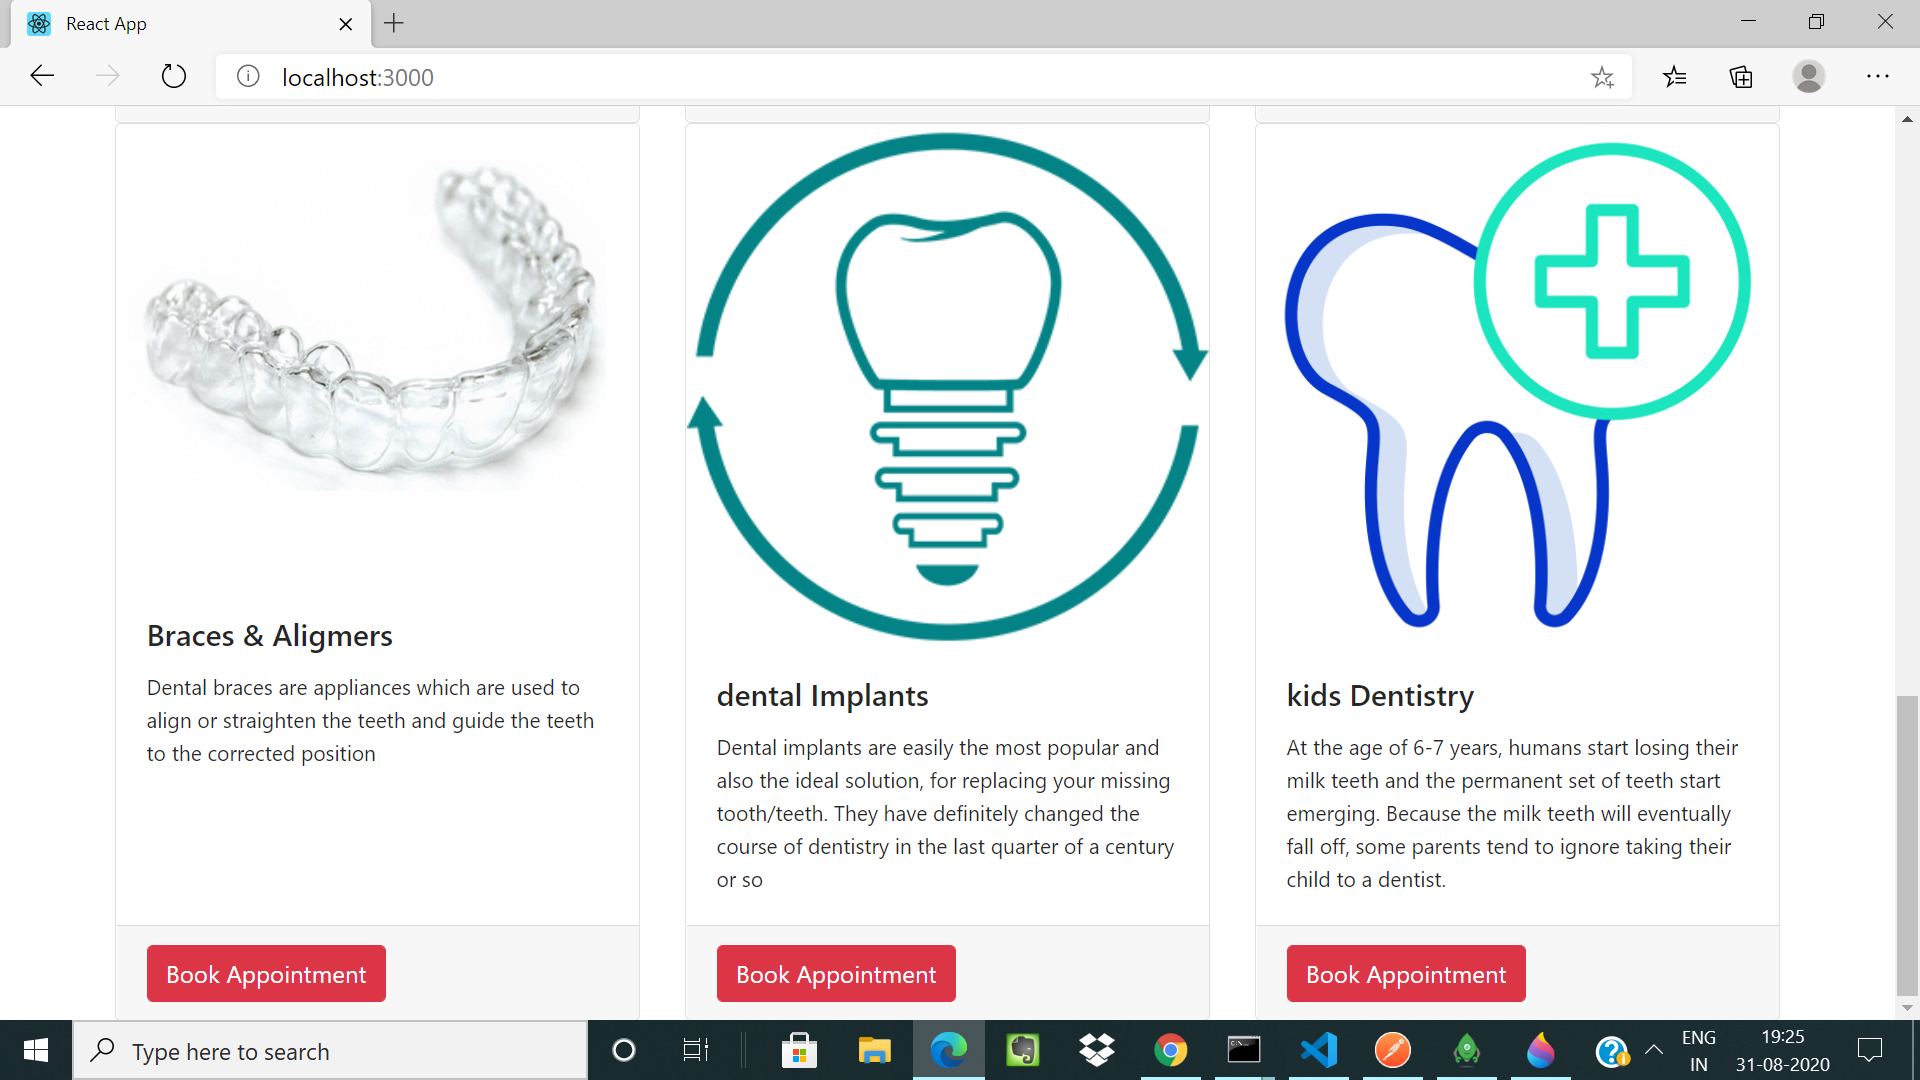 React App
localhost:3000
Braces & Aligmers
Dental braces are appliances which are used to
align or straighten the teeth and guide the teeth
to the corrected position
Book Appointment
dental Implants
Dental implants are easily the most popular and
also the ideal solution, for replacing your missing
tooth/teeth. They have definitely changed the
course of dentistry in the last quarter of a century
or so
Book Appointment
kids Dentistry
At the age of 6-7 years, humans start losing their
milk teeth and the permanent set of teeth start
emerging. Because the milk teeth will eventually
fall off, some parents tend to ignore taking their
child to a dentist.
Book Appointment
Type here to search
ENG
IN
19:25
31-08-2020